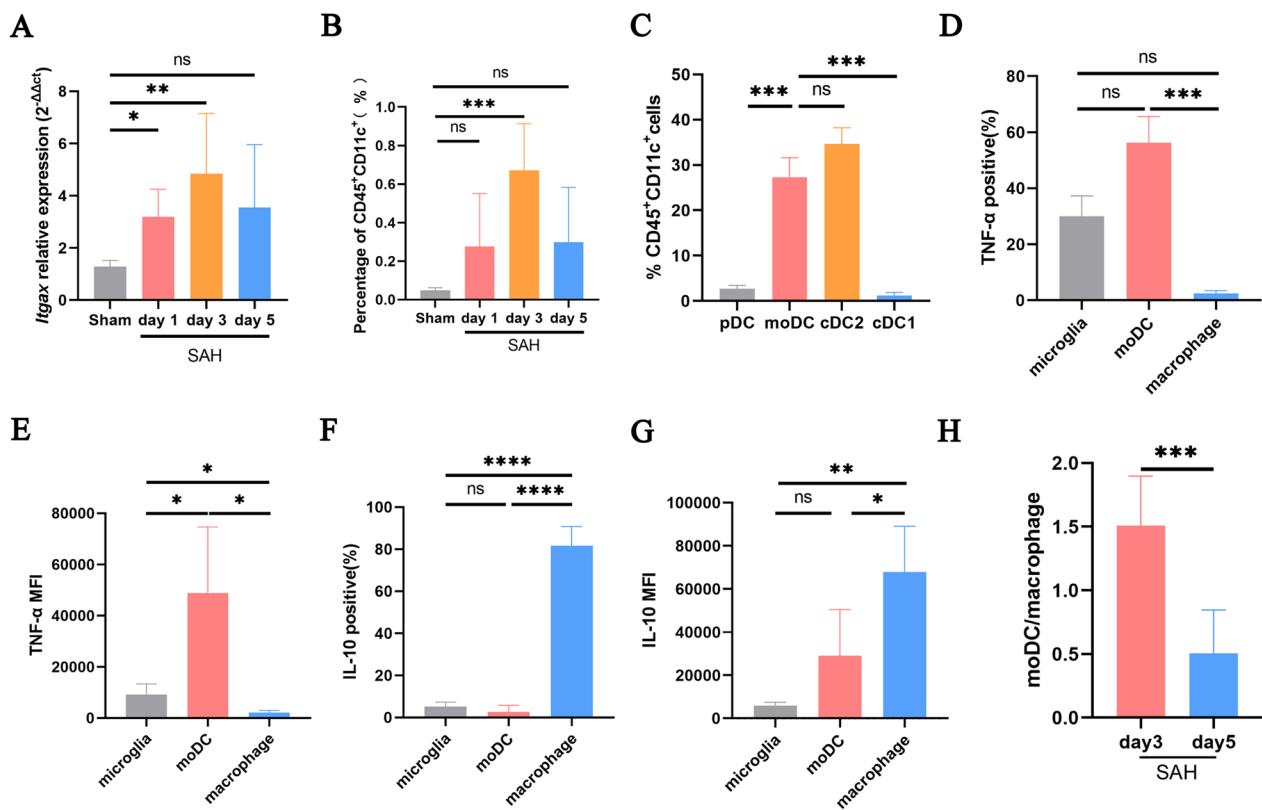 A
ns
**
*
Itgax relative expression (2-ΔΔct)
8
6
4
2
0
Sham day 1 day 3 day 5
SAH
B
ns
***
ns
Percentage of CD45+CD11c+( % )
1.0
0.8
0.6
0.4
0.2
0.0
Sham day 1 day 3 day 5
SAH
C
***
*** ns
% CD45+CD11c+cells
50
40
30
20
10
0
pDC moDC cDC2 cDC1
D
ns
ns ***
TNF-α positive(%)
80
60
40
20
0
microglia
moDC
macrophage
E
*
* *
TNF-α MFI
80000
60000
40000
20000
0
microglia
moDC
macrophage
F
****
ns ****
IL-10 positive(%)
100
80
60
40
20
0
microglia
moDC
macrophage
G
**
ns *
IL-10 MFI
100000
80000
60000
40000
20000
0
microglia
moDC
macrophage
H
***
moDC/macrophage
2.0
1.5
1.0
0.5
0.0
day3 day5
SAH